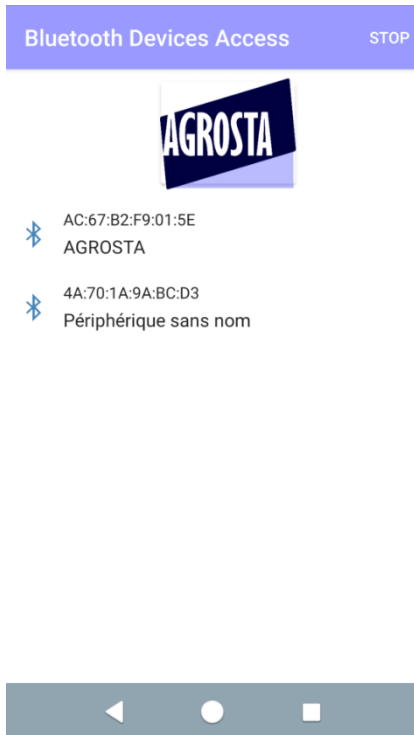 Bluetooth Devices Access STOP
AGROSTA
AC:67:B2:F9:01:5E
AGROSTA
4A:70:1A:9A:BC:D3
Périphérique sans nom